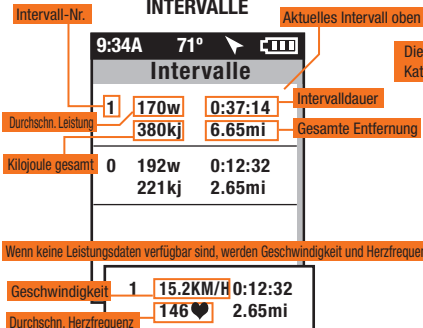 INTERVALLE
Intervall-Nr.
Aktuelles Intervall oben
9:34A 71°
Die
Kat
Intervalle
1 170w 0:37:14
Intervalldauer
Durchschn. Leistung
380kj 6.65mi
Gesamte Entfernung
Kilojoule gesamt
0 192w 0:12:32
221kj 2.65mi
Wenn keine Leistungsdaten verfügbar sind, werden Geschwindigkeit und Herzfrequen
Geschwindigkeit
1 15.2KM/H 0:12:32
146 2.65mi
Durchschn. Herzfrequenz